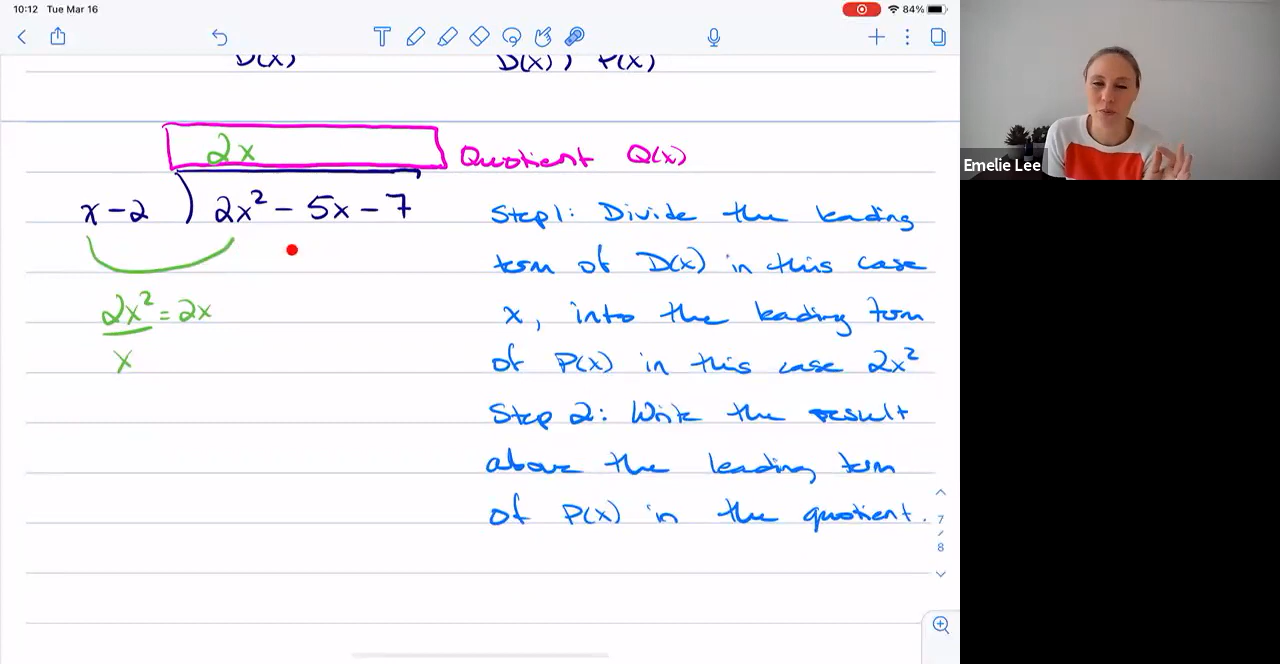 10:12 Tue Mar 16
84%
D(x) D(x) ) P(x)
2x Quotient Q(x)
x - 2 ) 2x² - 5x - 7
Step 1: Divide the leading
term of D(x) in this case
2x² = 2x
x
x, into the leading term
of P(x) in this case 2x²
Step 2: Write the result
above the leading term
of P(x) in the quotient.
7
/
8
Emelie Lee